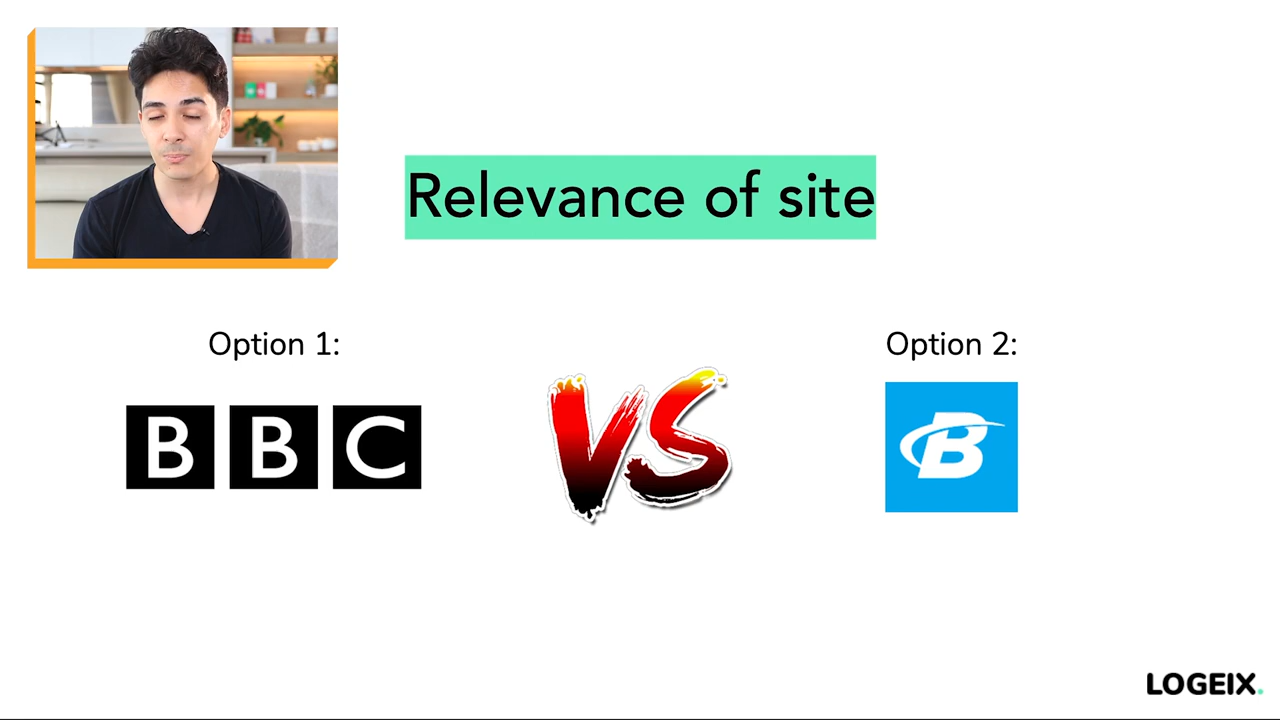 Relevance of site
Option 1:
Option 2:
BBC
VS
B
LOGEIX.